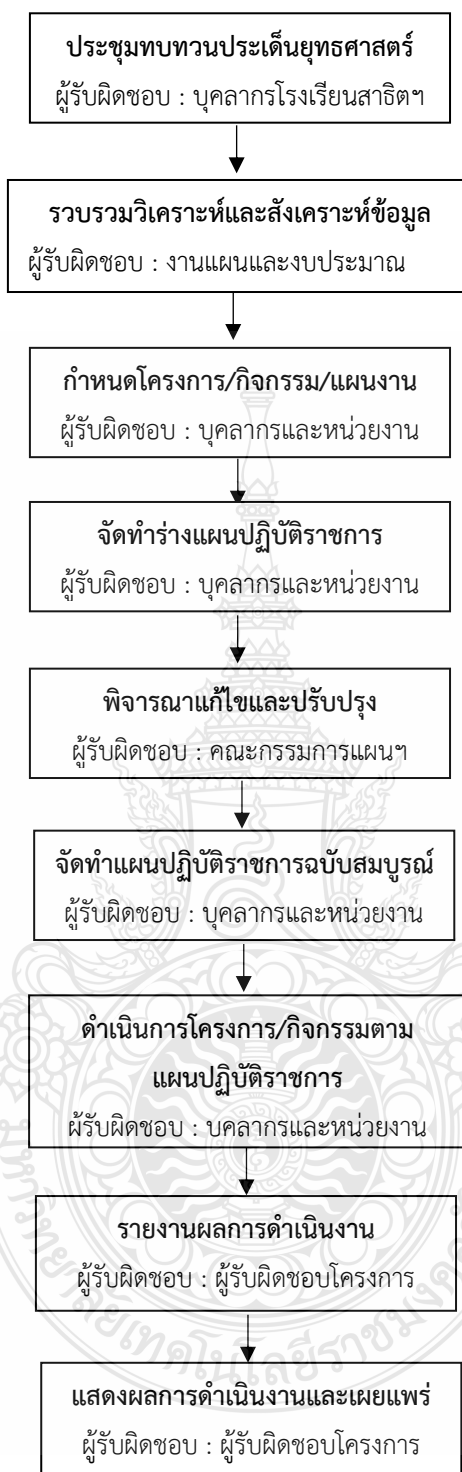 ประชุมทบทวนประเด็นยุทธศาสตร์
ผู้รับผิดชอบ : บุคลากรโรงเรียนสาธิตฯ
รวบรวมวิเคราะห์และสังเคราะห์ข้อมูล
ผู้รับผิดชอบ : งานแผนและงบประมาณ
กำหนดโครงการ/กิจกรรม/แผนงาน
ผู้รับผิดชอบ : บุคลากรและหน่วยงาน
จัดทำร่างแผนปฏิบัติราชการ
ผู้รับผิดชอบ : บุคลากรและหน่วยงาน
พิจารณาแก้ไขและปรับปรุง
ผู้รับผิดชอบ : คณะกรรมการแผนฯ
จัดทำแผนปฏิบัติราชการฉบับสมบูรณ์
ผู้รับผิดชอบ : บุคลากรและหน่วยงาน
ดำเนินการโครงการ/กิจกรรมตาม
แผนปฏิบัติราชการ
ผู้รับผิดชอบ : บุคลากรและหน่วยงาน
รายงานผลการดำเนินงาน
ผู้รับผิดชอบ : ผู้รับผิดชอบโครงการ
แสดงผลการดำเนินงานและเผยแพร่
ผู้รับผิดชอบ : ผู้รับผิดชอบโครงการ